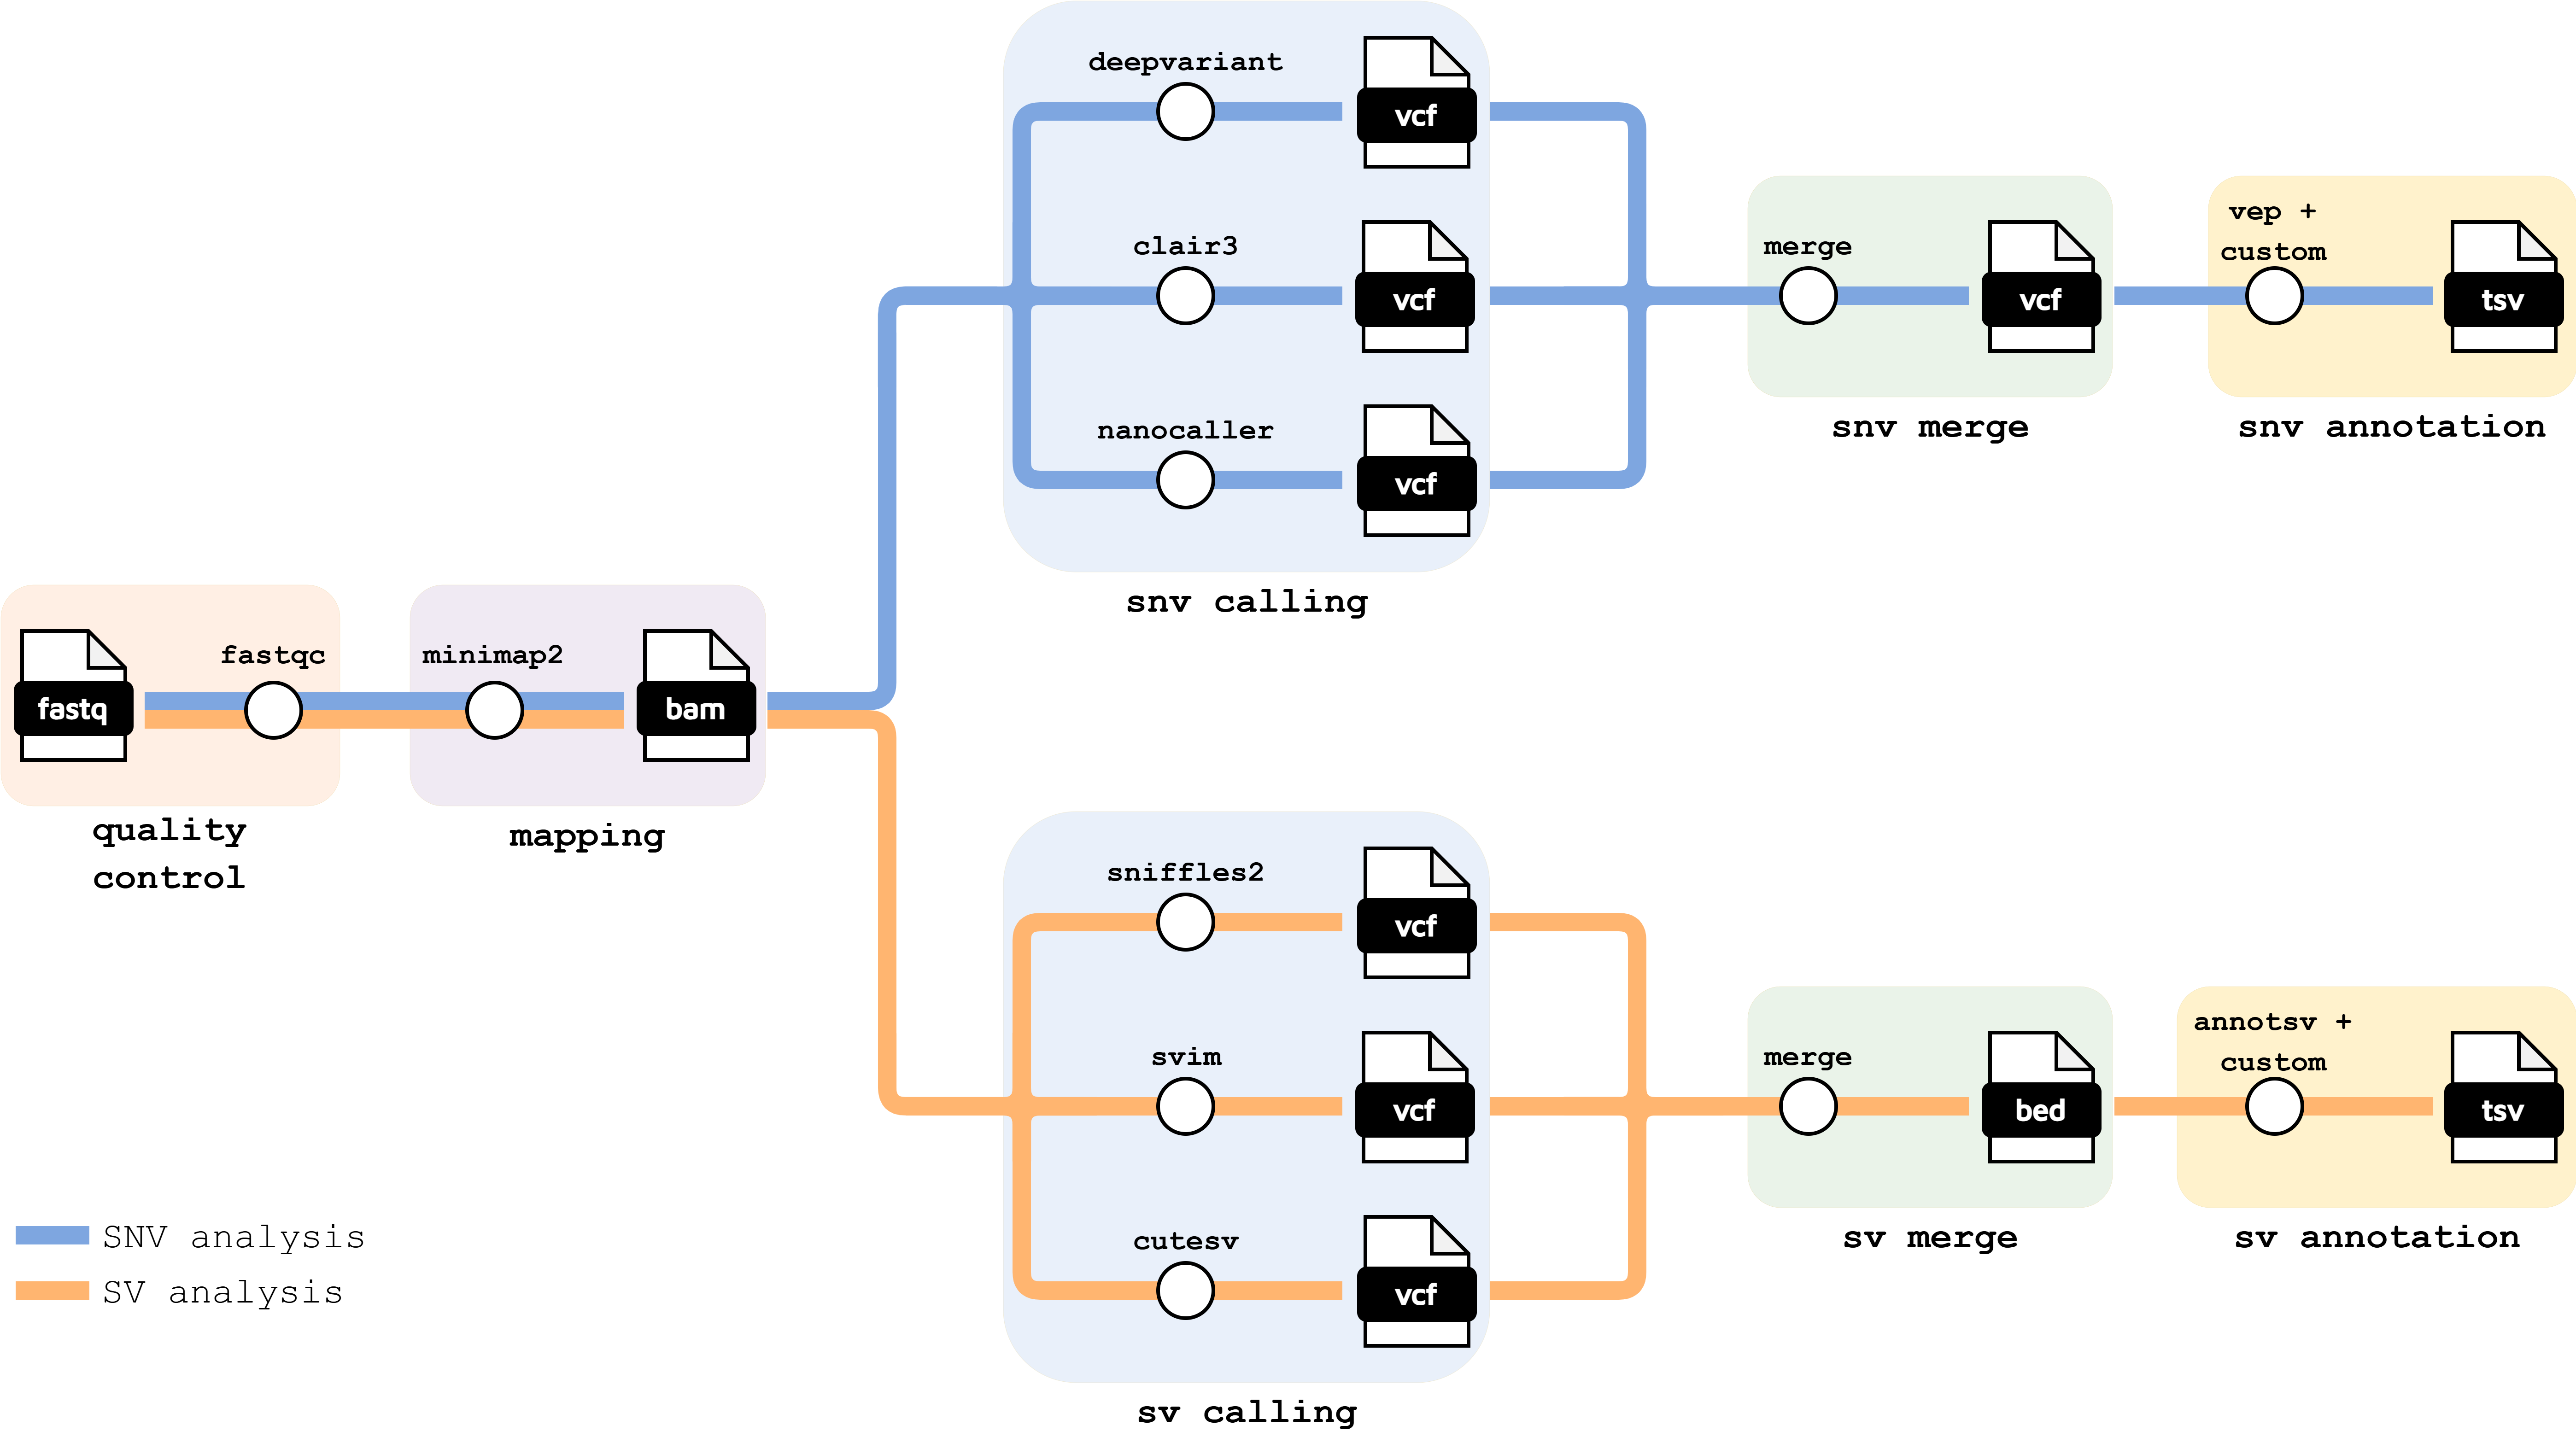 deepvariant
vcf
clair3
vcf
nanocaller
vcf
snv calling
merge
vcf
snv merge
vep +
custom
tsv
snv annotation
fastq
fastqc
quality
control
minimap2
bam
mapping
sniffles2
vcf
svim
vcf
cutesv
vcf
sv calling
merge
bed
sv merge
annotsv +
custom
tsv
sv annotation
SNV analysis
SV analysis